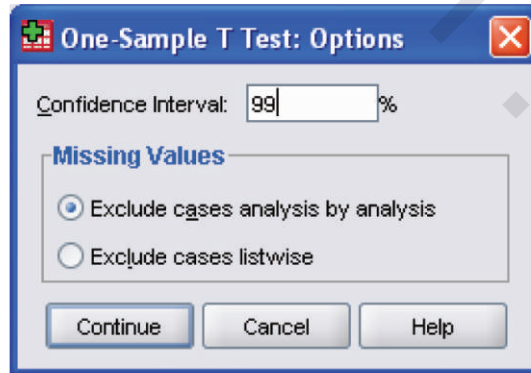 One-Sample T Test: Options
Confidence Interval: 99 %
Missing Values
Exclude cases analysis by analysis
Exclude cases listwise
Continue Cancel Help